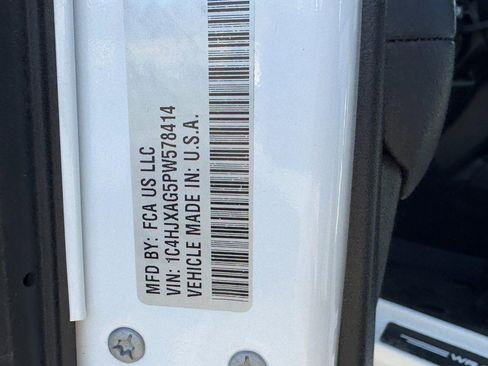 MFD BY: FCA US LLC
VIN: 1C4HJXAG5PW578414
VEHICLE MADE IN: U.S.A.